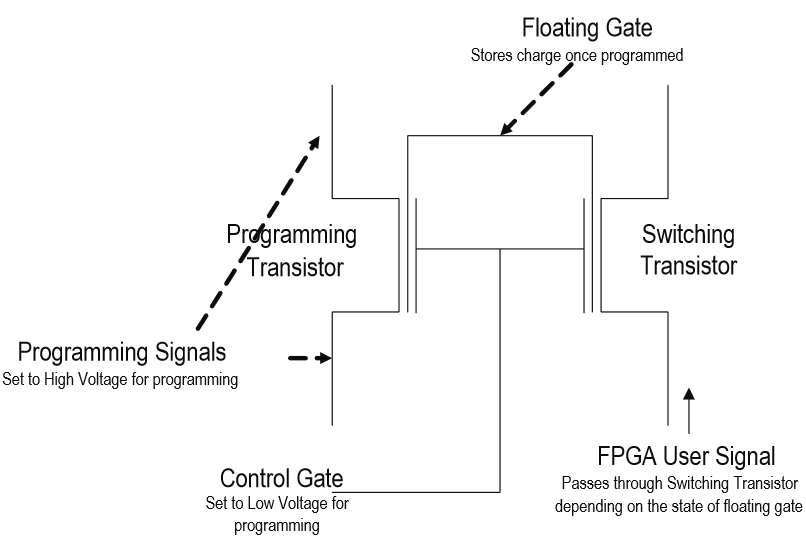 Floating Gate
Stores charge once programmed
Programming
Transistor
Switching
Transistor
Programming Signals
Set to High Voltage for programming
Control Gate
Set to Low Voltage for
programming
FPGA User Signal
Passes through Switching Transistor
depending on the state of floating gate